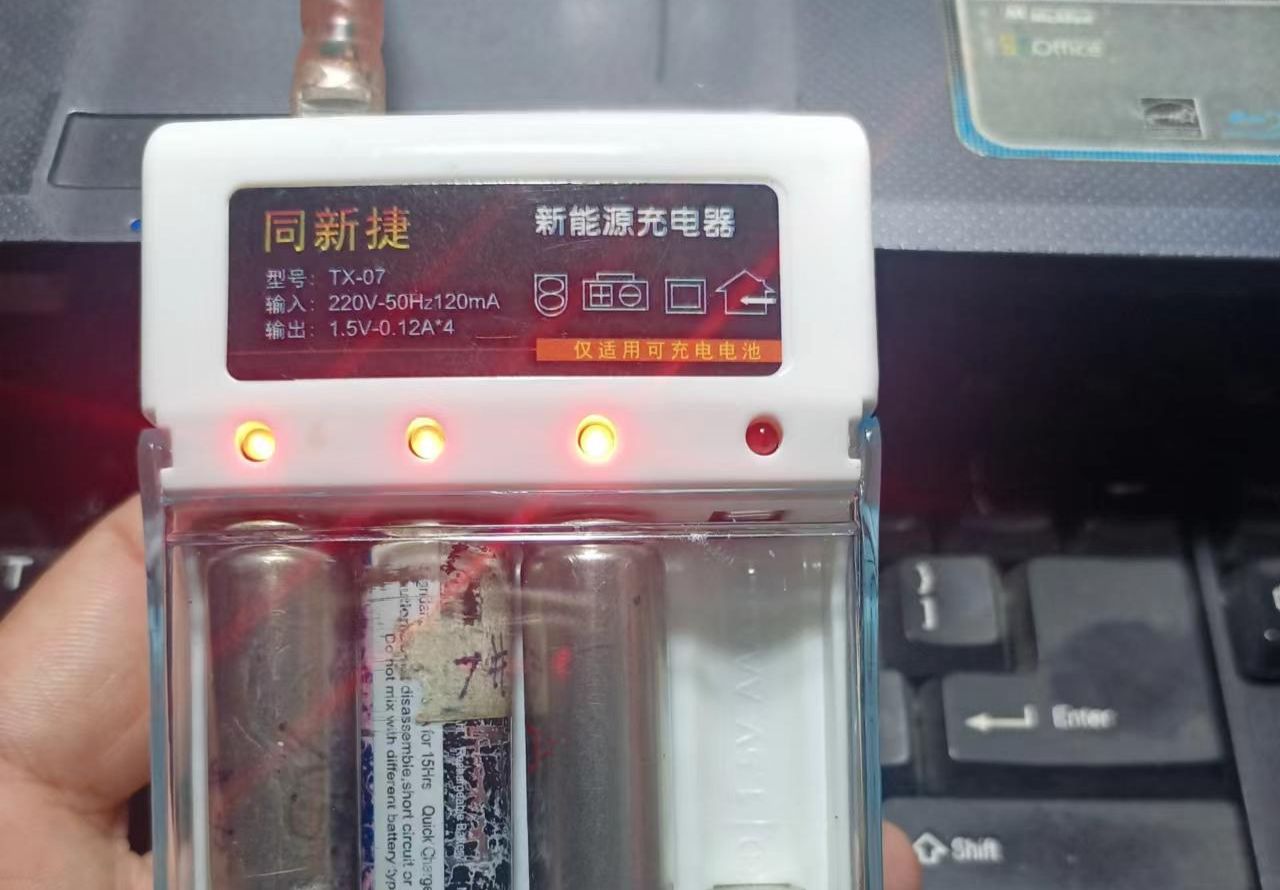 Office
同新捷
新能源充电器
型号： TX-07
输入： 220V-50Hz120mA
输出： 1.5V-0.12A*4
仅适用可充电电池
for 15Hrs Quick Charge
disassemble,short circuit or
Do not mix with different battery typ
Enter
Shift